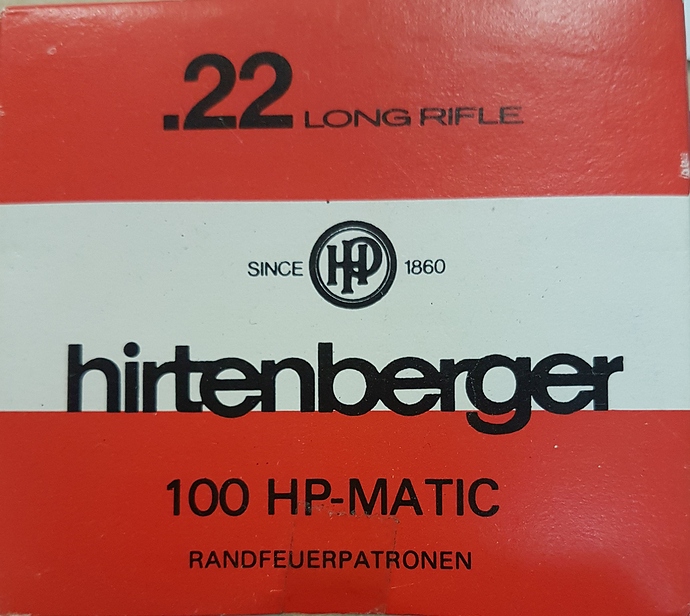 .22 LONG RIFLE
SINCE HP 1860
hirtenberger
100 HP-MATIC
RANDFEUERPATRONEN